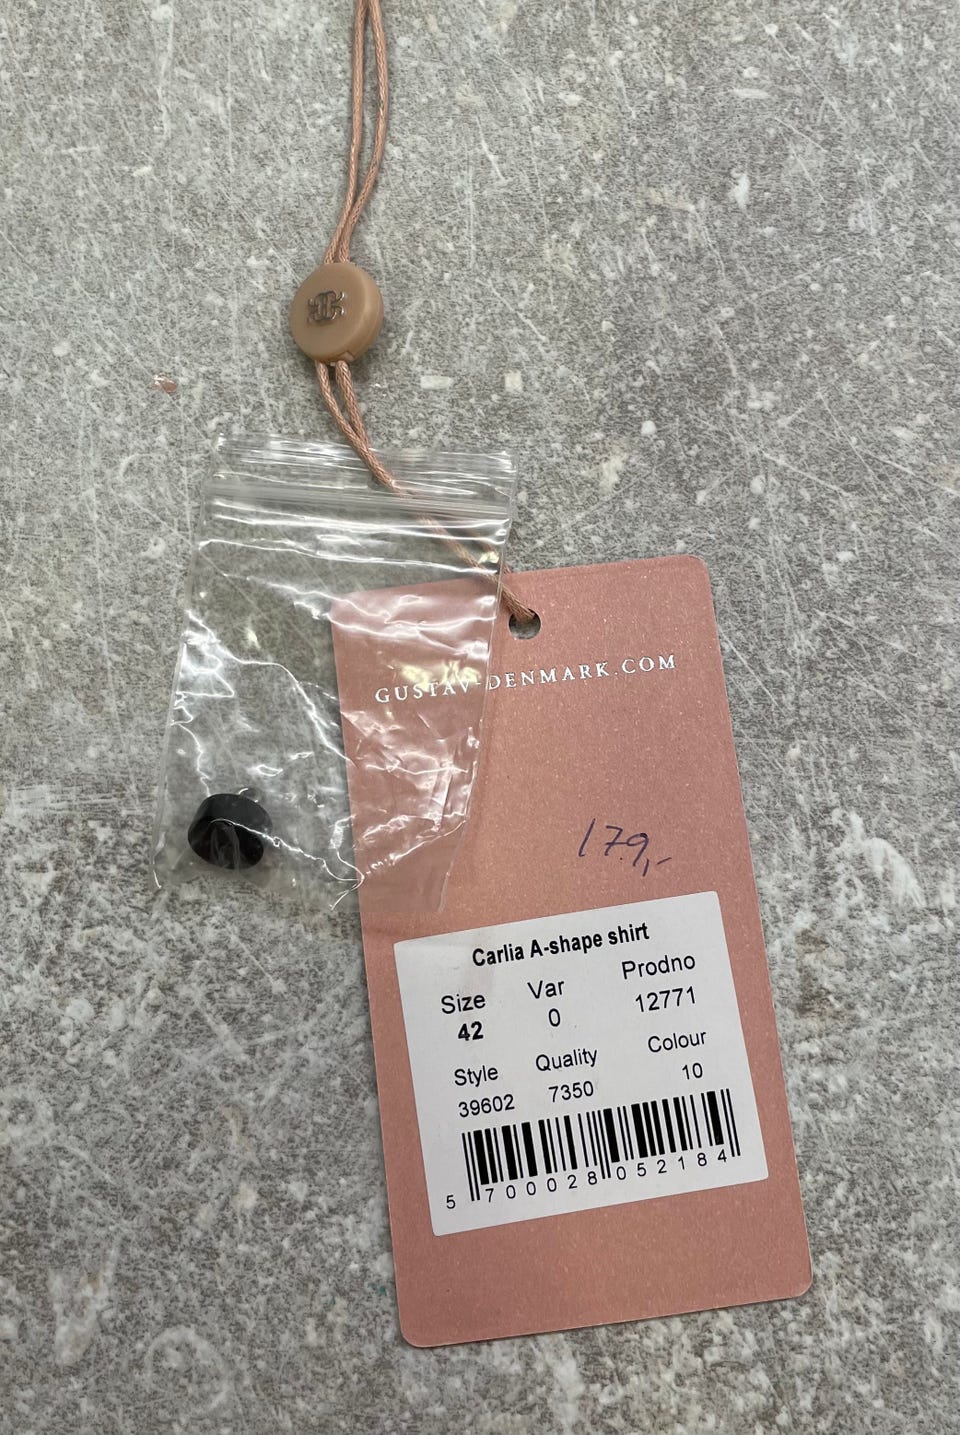 GUSTAV-DENMARK.COM
179,-
Carlia A-shape shirt
Size Var Prodno
42 0 12771
Style Quality Colour
39602 7350 10
5 700028 052184